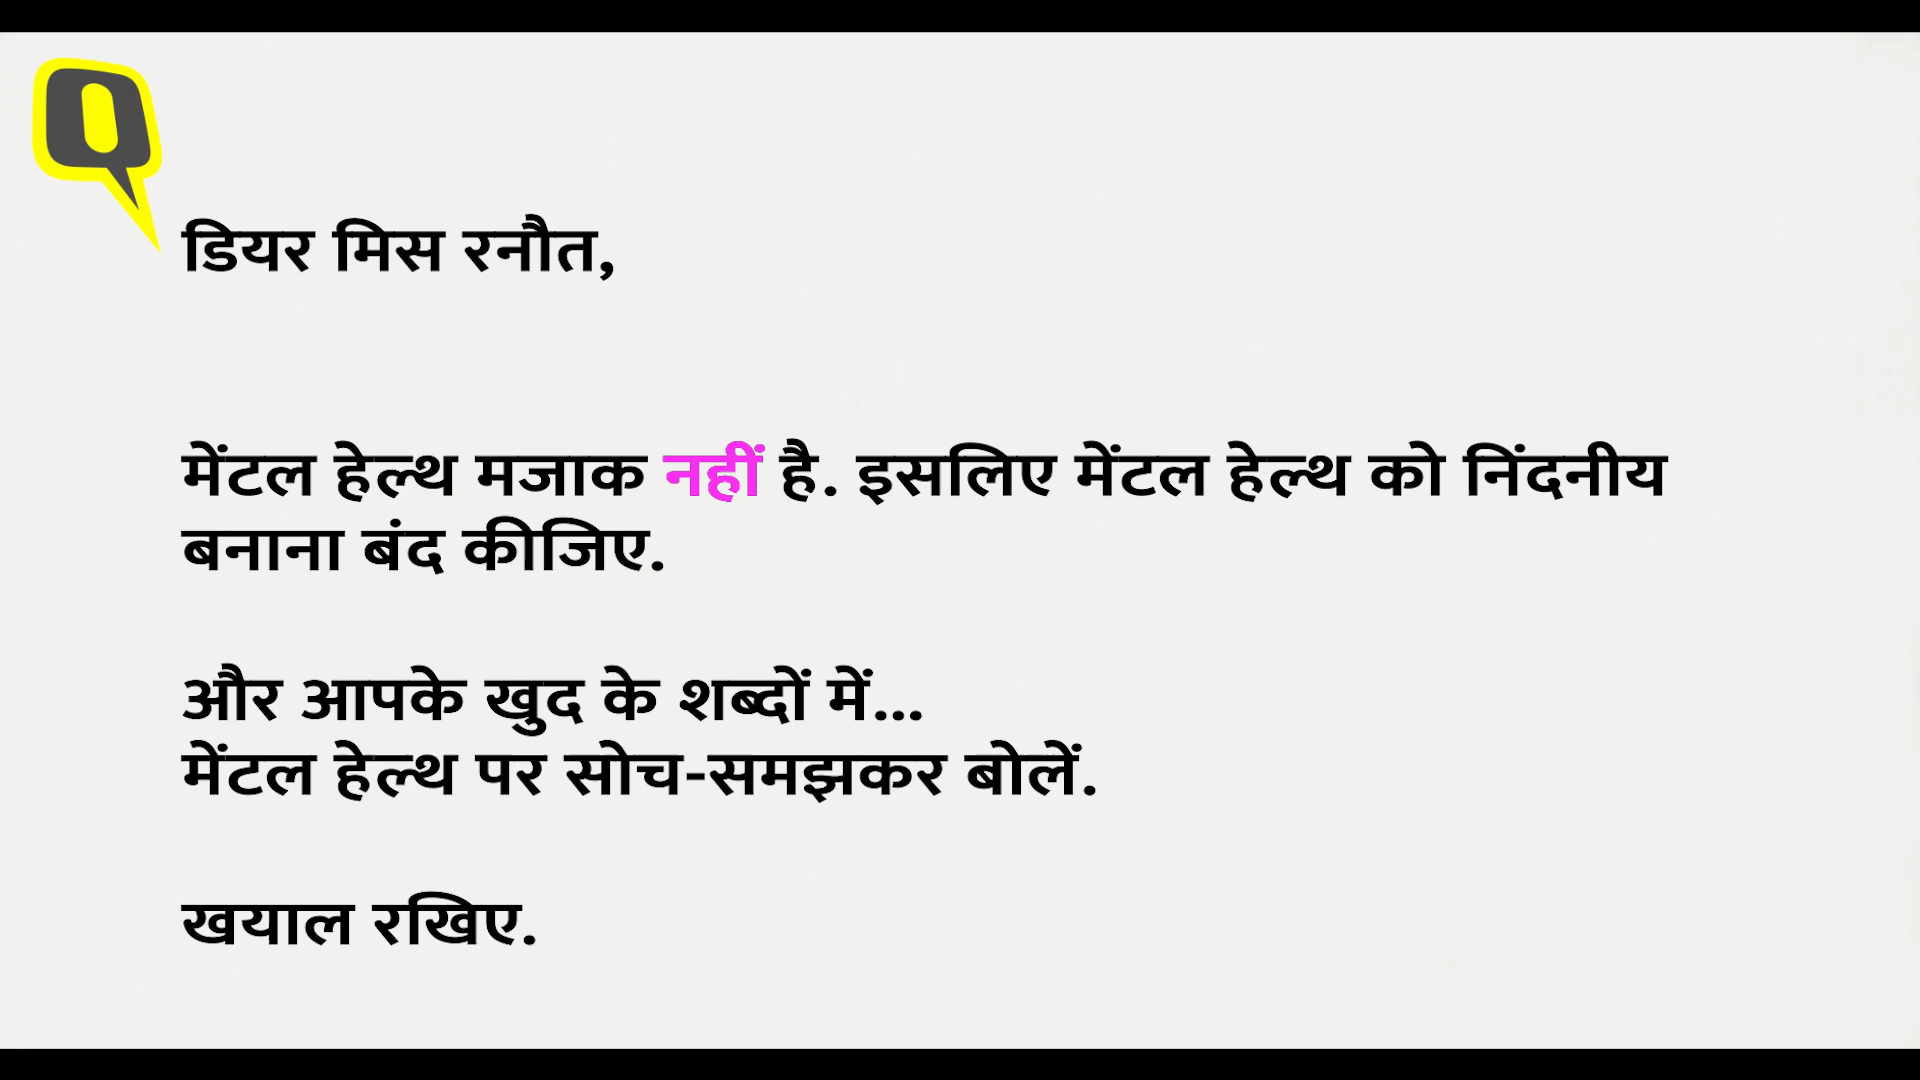 Q
डियर मिस रनौत,
मेंटल हेल्थ मजाक नहीं है. इसलिए मेंटल हेल्थ को निंदनीय
बनाना बंद कीजिए.
और आपके खुद के शब्दों में...
मेंटल हेल्थ पर सोच-समझकर बोलें.
खयाल रखिए.